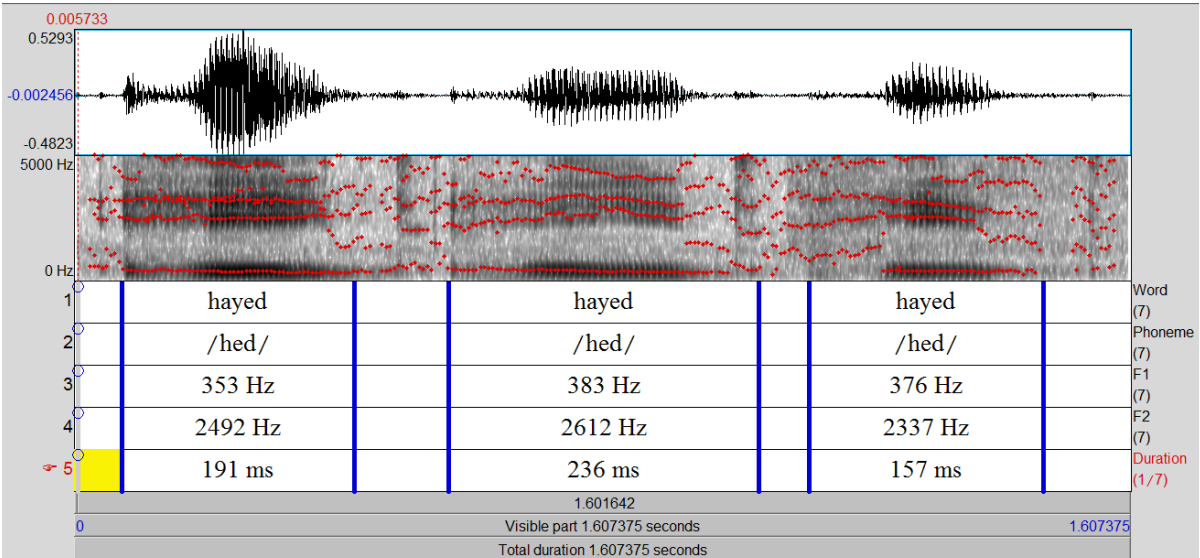 0.005733
0.5293
-0.002456
-0.4823
5000 Hz
0 Hz
1 hayed hayed hayed Word (7)
2 /hed/ /hed/ /hed/ Phoneme (7)
3 353 Hz 383 Hz 376 Hz F1 (7)
4 2492 Hz 2612 Hz 2337 Hz F2 (7)
5 191 ms 236 ms 157 ms Duration (1/7)
1.601642
0 Visible part 1.607375 seconds 1.607375
Total duration 1.607375 seconds